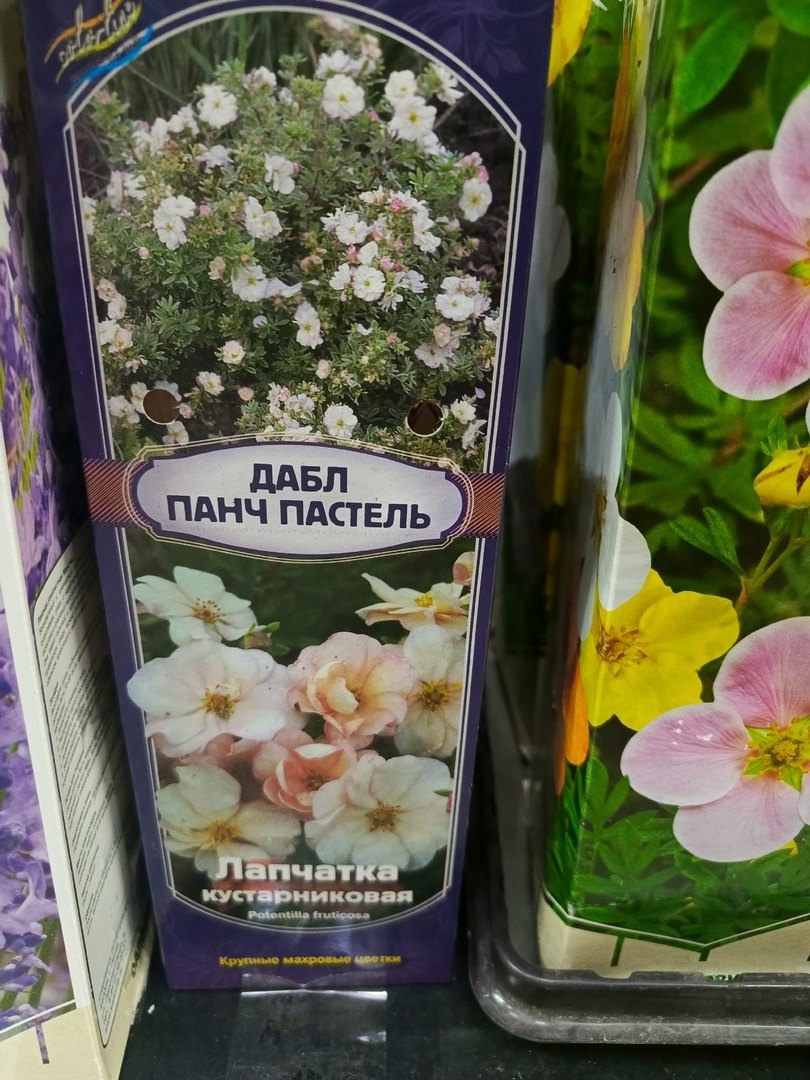 ДАБЛ
ПАНЧ ПАСТЕЛЬ
Лапчатка
кустарниковая
Potentilla fruticosa
Крупные махровые цветки